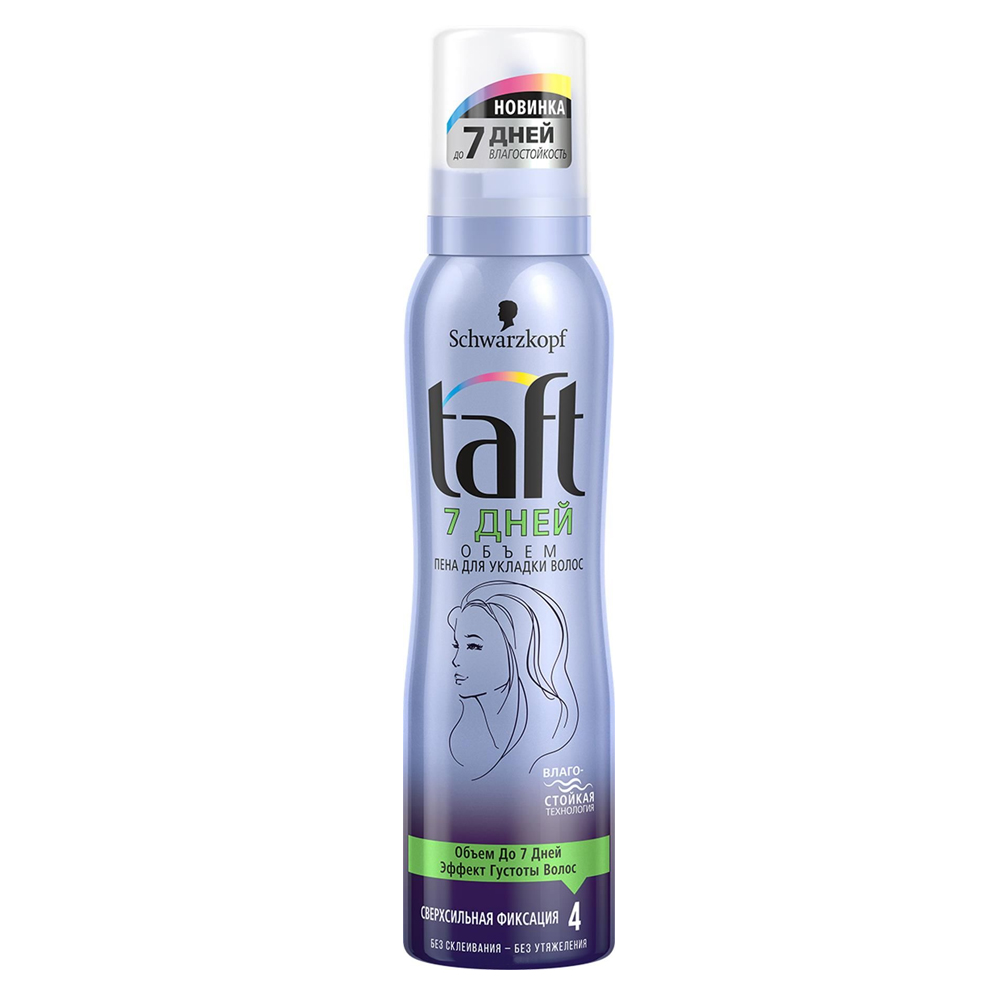 НОВИНКА
до 7 ДНЕЙ
ВЛАГОСТОЙКОСТЬ
Schwarzkopf
taft
7 ДНЕЙ
ОБЪЕМ
ПЕНА ДЛЯ УКЛАДКИ ВОЛОС
ВЛАГО-
СТОЙКАЯ
ТЕХНОЛОГИЯ
Объем До 7 Дней
Эффект Густоты Волос
СВЕРХСИЛЬНАЯ ФИКСАЦИЯ 4
БЕЗ СКЛЕИВАНИЯ – БЕЗ УТЯЖЕЛЕНИЯ